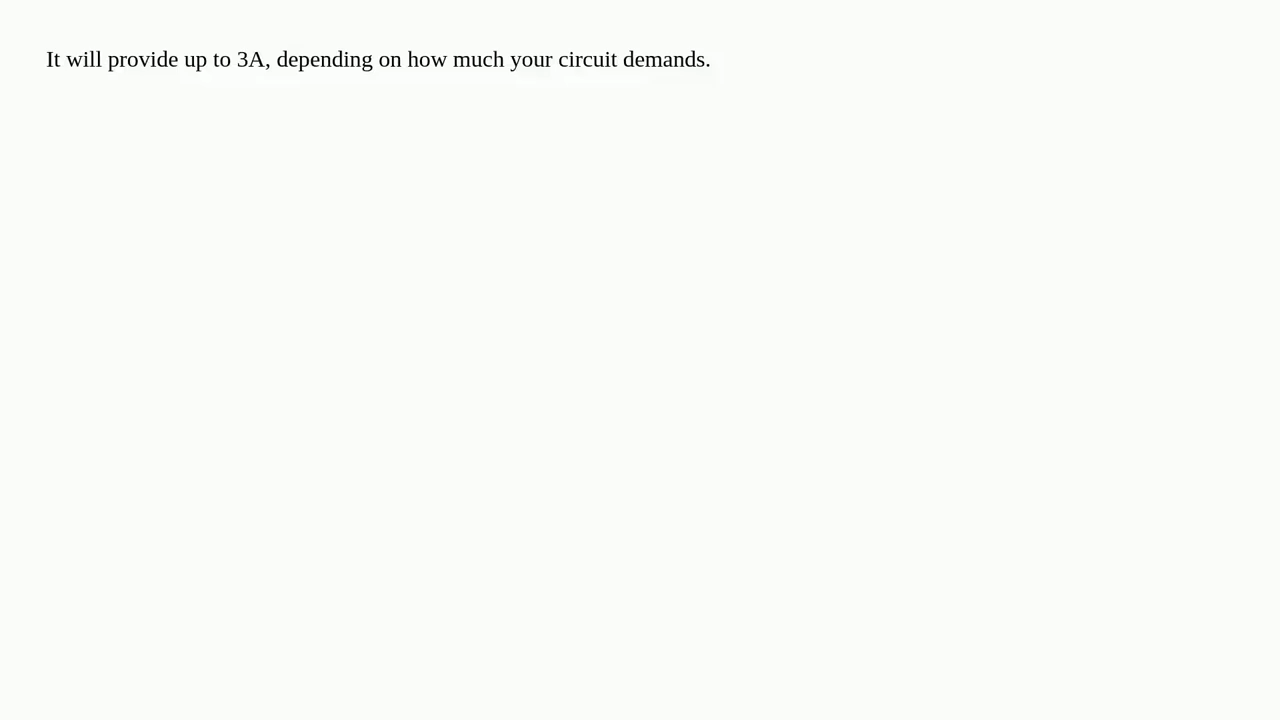 It will provide up to 3A, depending on how much your circuit demands.